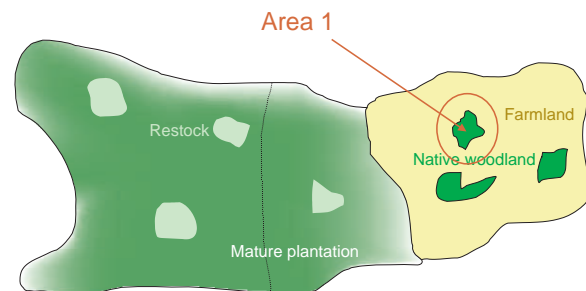 Area 1
Farmland
Restock
Native woodland
Mature plantation